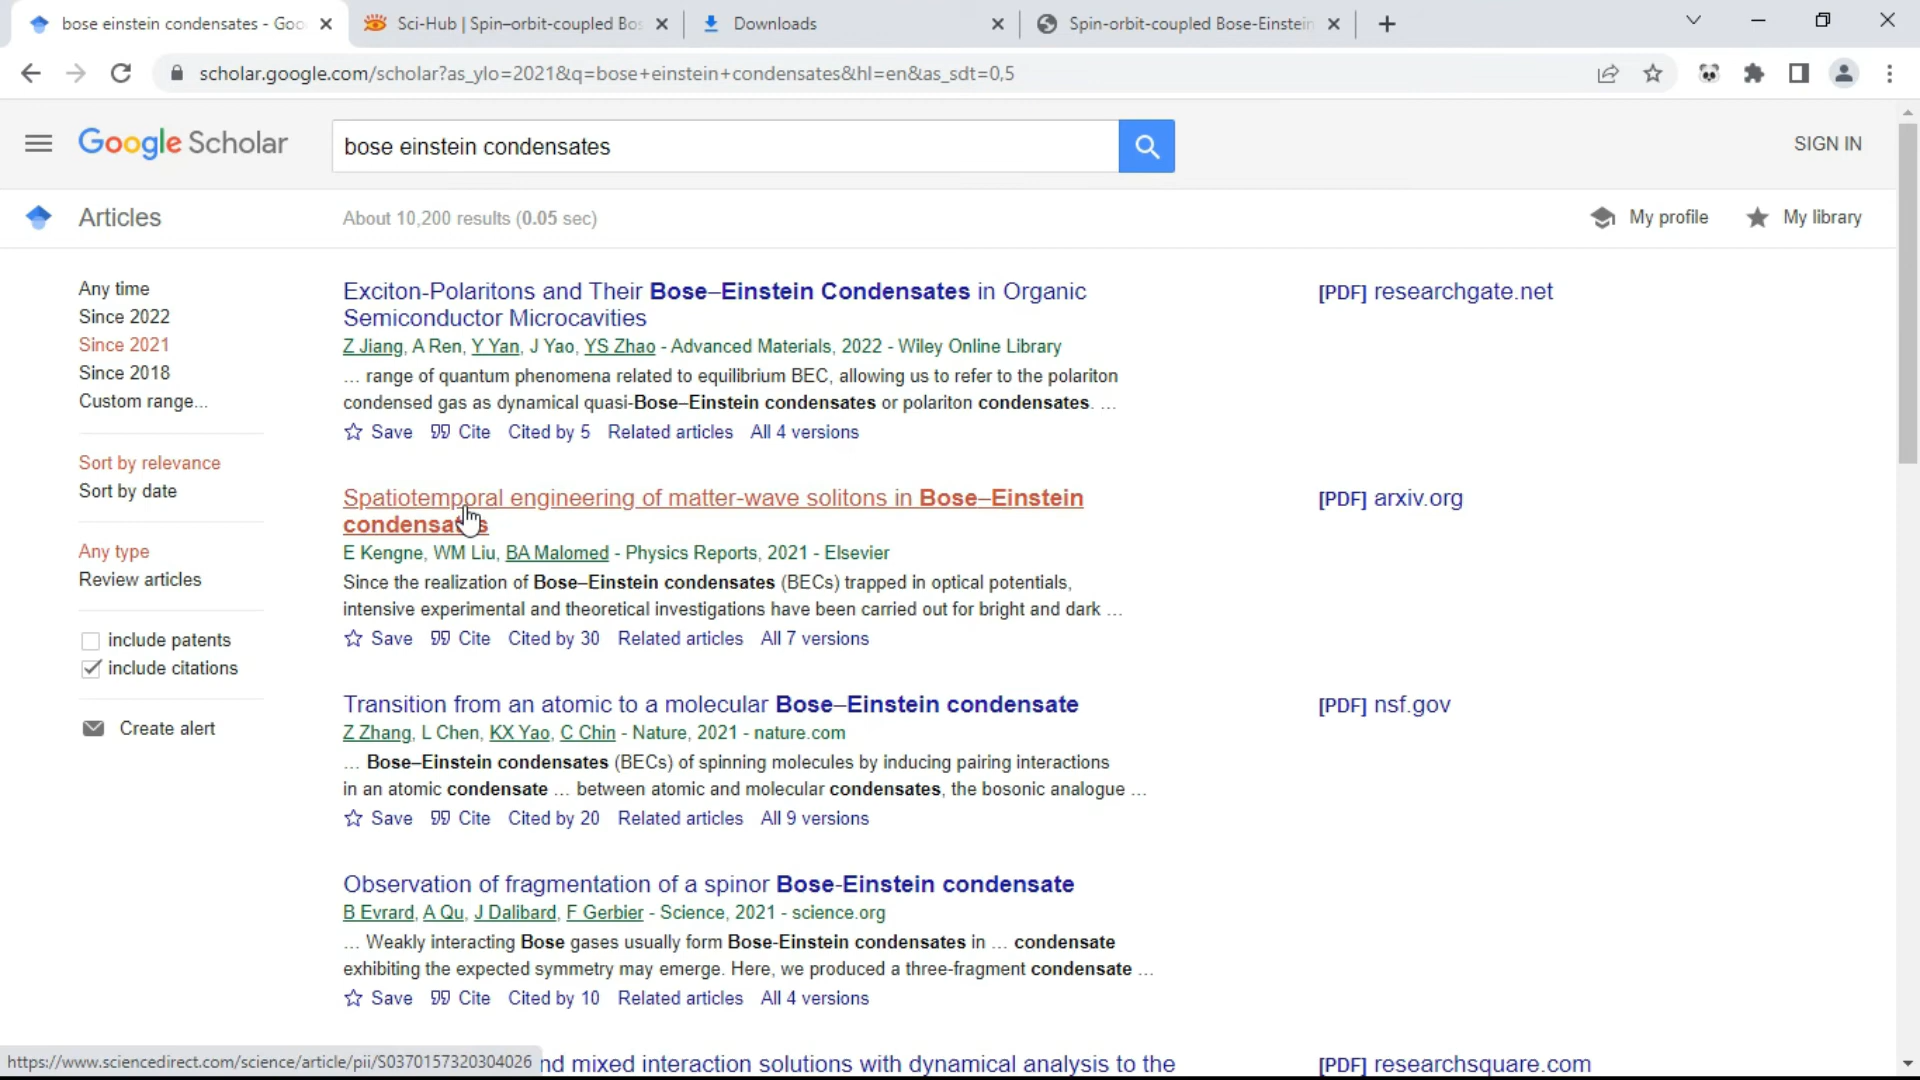 bose einstein condensates - Goo
Sci-Hub | Spin–orbit-coupled Bos
Downloads
Spin-orbit-coupled Bose-Einstein
scholar.google.com/scholar?as_ylo=2021&q=bose+einstein+condensates&hl=en&as_sdt=0,5
Google Scholar
bose einstein condensates
SIGN IN
Articles
About 10,200 results (0.05 sec)
My profile
My library
Any time
Since 2022
Since 2021
Since 2018
Custom range...
Sort by relevance
Sort by date
Any type
Review articles
include patents
include citations
Create alert
Exciton-Polaritons and Their Bose–Einstein Condensates in Organic
Semiconductor Microcavities
Z Jiang, A Ren, Y Yan, J Yao, YS Zhao - Advanced Materials, 2022 - Wiley Online Library
... range of quantum phenomena related to equilibrium BEC, allowing us to refer to the polariton
condensed gas as dynamical quasi-Bose–Einstein condensates or polariton condensates. ...
Save Cite Cited by 5 Related articles All 4 versions
[PDF] researchgate.net
Spatiotemporal engineering of matter-wave solitons in Bose–Einstein
condensates
E Kengne, WM Liu, BA Malomed - Physics Reports, 2021 - Elsevier
Since the realization of Bose–Einstein condensates (BECs) trapped in optical potentials,
intensive experimental and theoretical investigations have been carried out for bright and dark ...
Save Cite Cited by 30 Related articles All 7 versions
[PDF] arxiv.org
Transition from an atomic to a molecular Bose–Einstein condensate
Z Zhang, L Chen, KX Yao, C Chin - Nature, 2021 - nature.com
... Bose–Einstein condensates (BECs) of spinning molecules by inducing pairing interactions
in an atomic condensate ... between atomic and molecular condensates, the bosonic analogue ...
Save Cite Cited by 20 Related articles All 9 versions
[PDF] nsf.gov
Observation of fragmentation of a spinor Bose-Einstein condensate
B Evrard, A Qu, J Dalibard, F Gerbier - Science, 2021 - science.org
... Weakly interacting Bose gases usually form Bose-Einstein condensates in ... condensate
exhibiting the expected symmetry may emerge. Here, we produced a three-fragment condensate ...
Save Cite Cited by 10 Related articles All 4 versions
https://www.sciencedirect.com/science/article/pii/S0370157320304026
nd mixed interaction solutions with dynamical analysis to the
[PDF] researchsquare.com